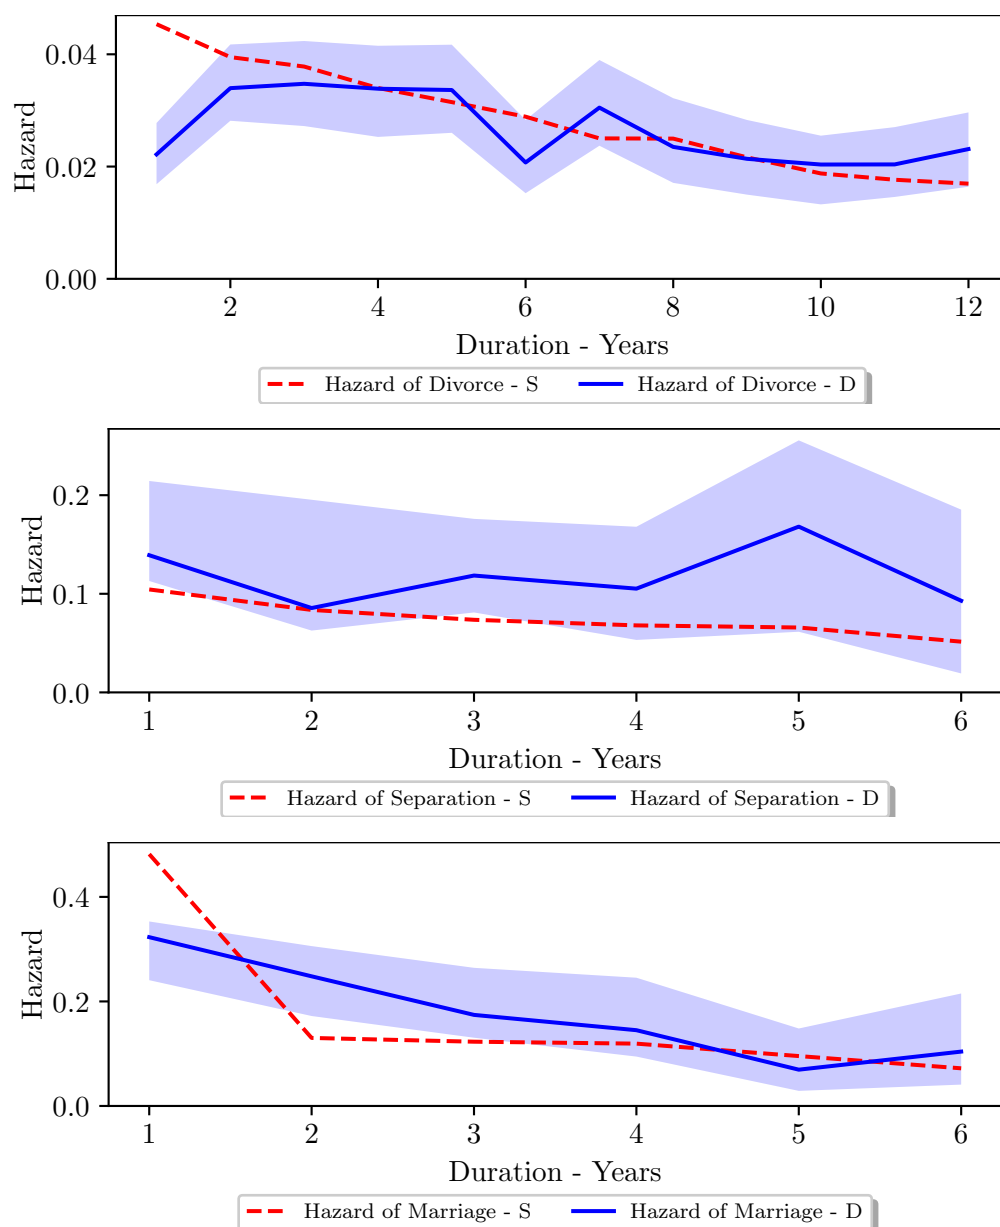 0.04
0.02
0.00
Hazard
2 4 6 8 10 12
Duration - Years
Hazard of Divorce - S Hazard of Divorce - D
0.2
0.1
0.0
Hazard
1 2 3 4 5 6
Duration - Years
Hazard of Separation - S Hazard of Separation - D
0.4
0.2
0.0
Hazard
1 2 3 4 5 6
Duration - Years
Hazard of Marriage - S Hazard of Marriage - D